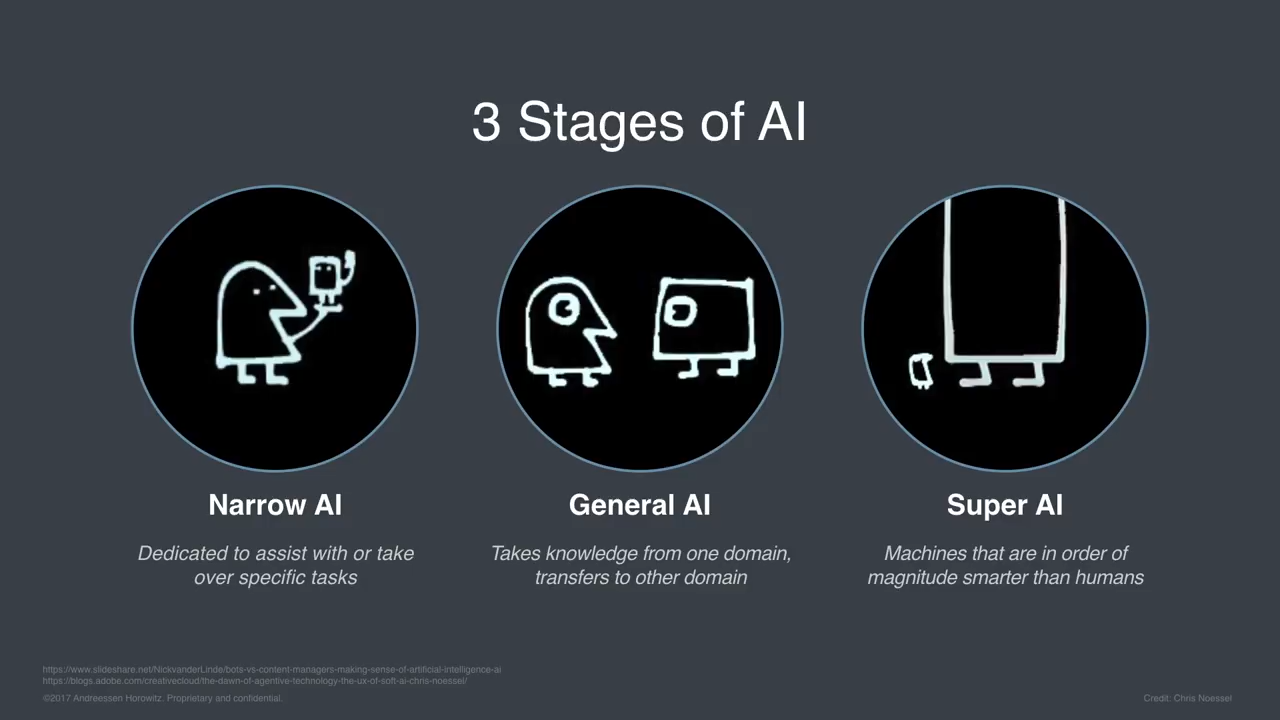 3 Stages of AI
Narrow AI
Dedicated to assist with or take
over specific tasks
General AI
Takes knowledge from one domain,
transfers to other domain
Super AI
Machines that are in order of
magnitude smarter than humans
https://www.slideshare.net/NickvanderLinde/bots-vs-content-managers-making-sense-of-artificial-intelligence-ai
https://blogs.adobe.com/creativecloud/the-dawn-of-agentive-technology-the-ux-of-soft-ai-chris-noessel/
©2017 Andreessen Horowitz. Proprietary and confidential.
Credit: Chris Noessel